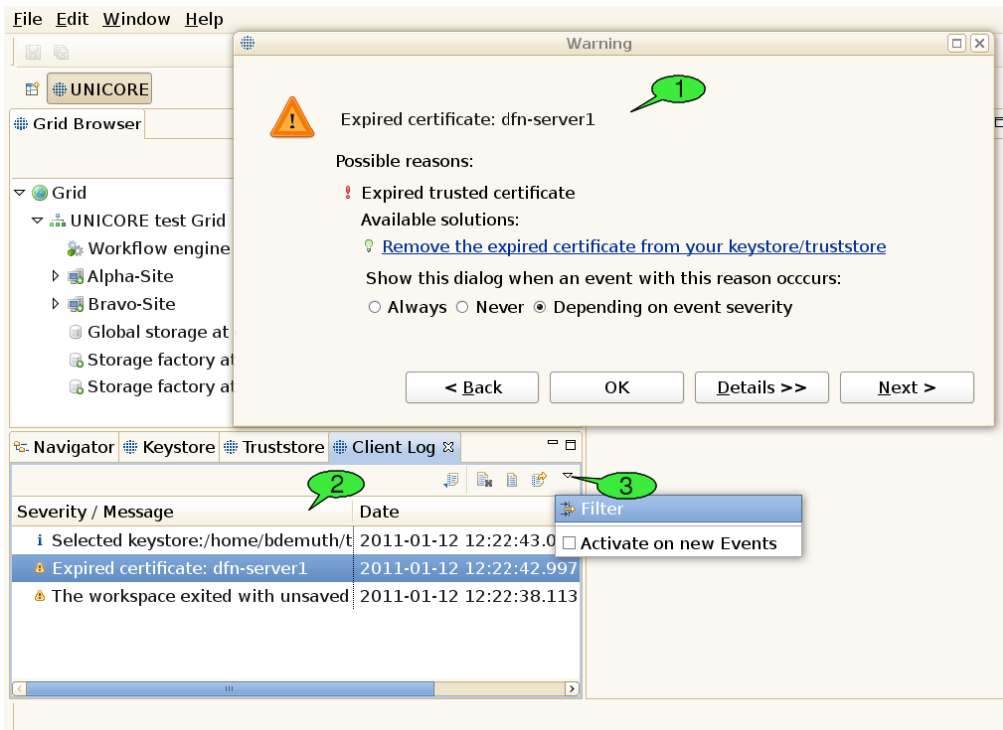 File Edit Window Help
Warning
UNICORE
1
Grid Browser
Expired certificate: dfn-server1
Possible reasons:
Grid
Expired trusted certificate
UNICORE test Grid
Available solutions:
Workflow engine
Remove the expired certificate from your keystore/truststore
Alpha-Site
Show this dialog when an event with this reason occcurs:
Bravo-Site
Always Never Depending on event severity
Global storage at
Storage factory at
Storage factory at
< Back OK Details >> Next >
Navigator Keystore Truststore Client Log
2
3
Severity / Message Date
Filter
Activate on new Events
Selected keystore:/home/bdemuth/t 2011-01-12 12:22:43.0
Expired certificate: dfn-server1 2011-01-12 12:22:42.997
The workspace exited with unsaved 2011-01-12 12:22:38.113